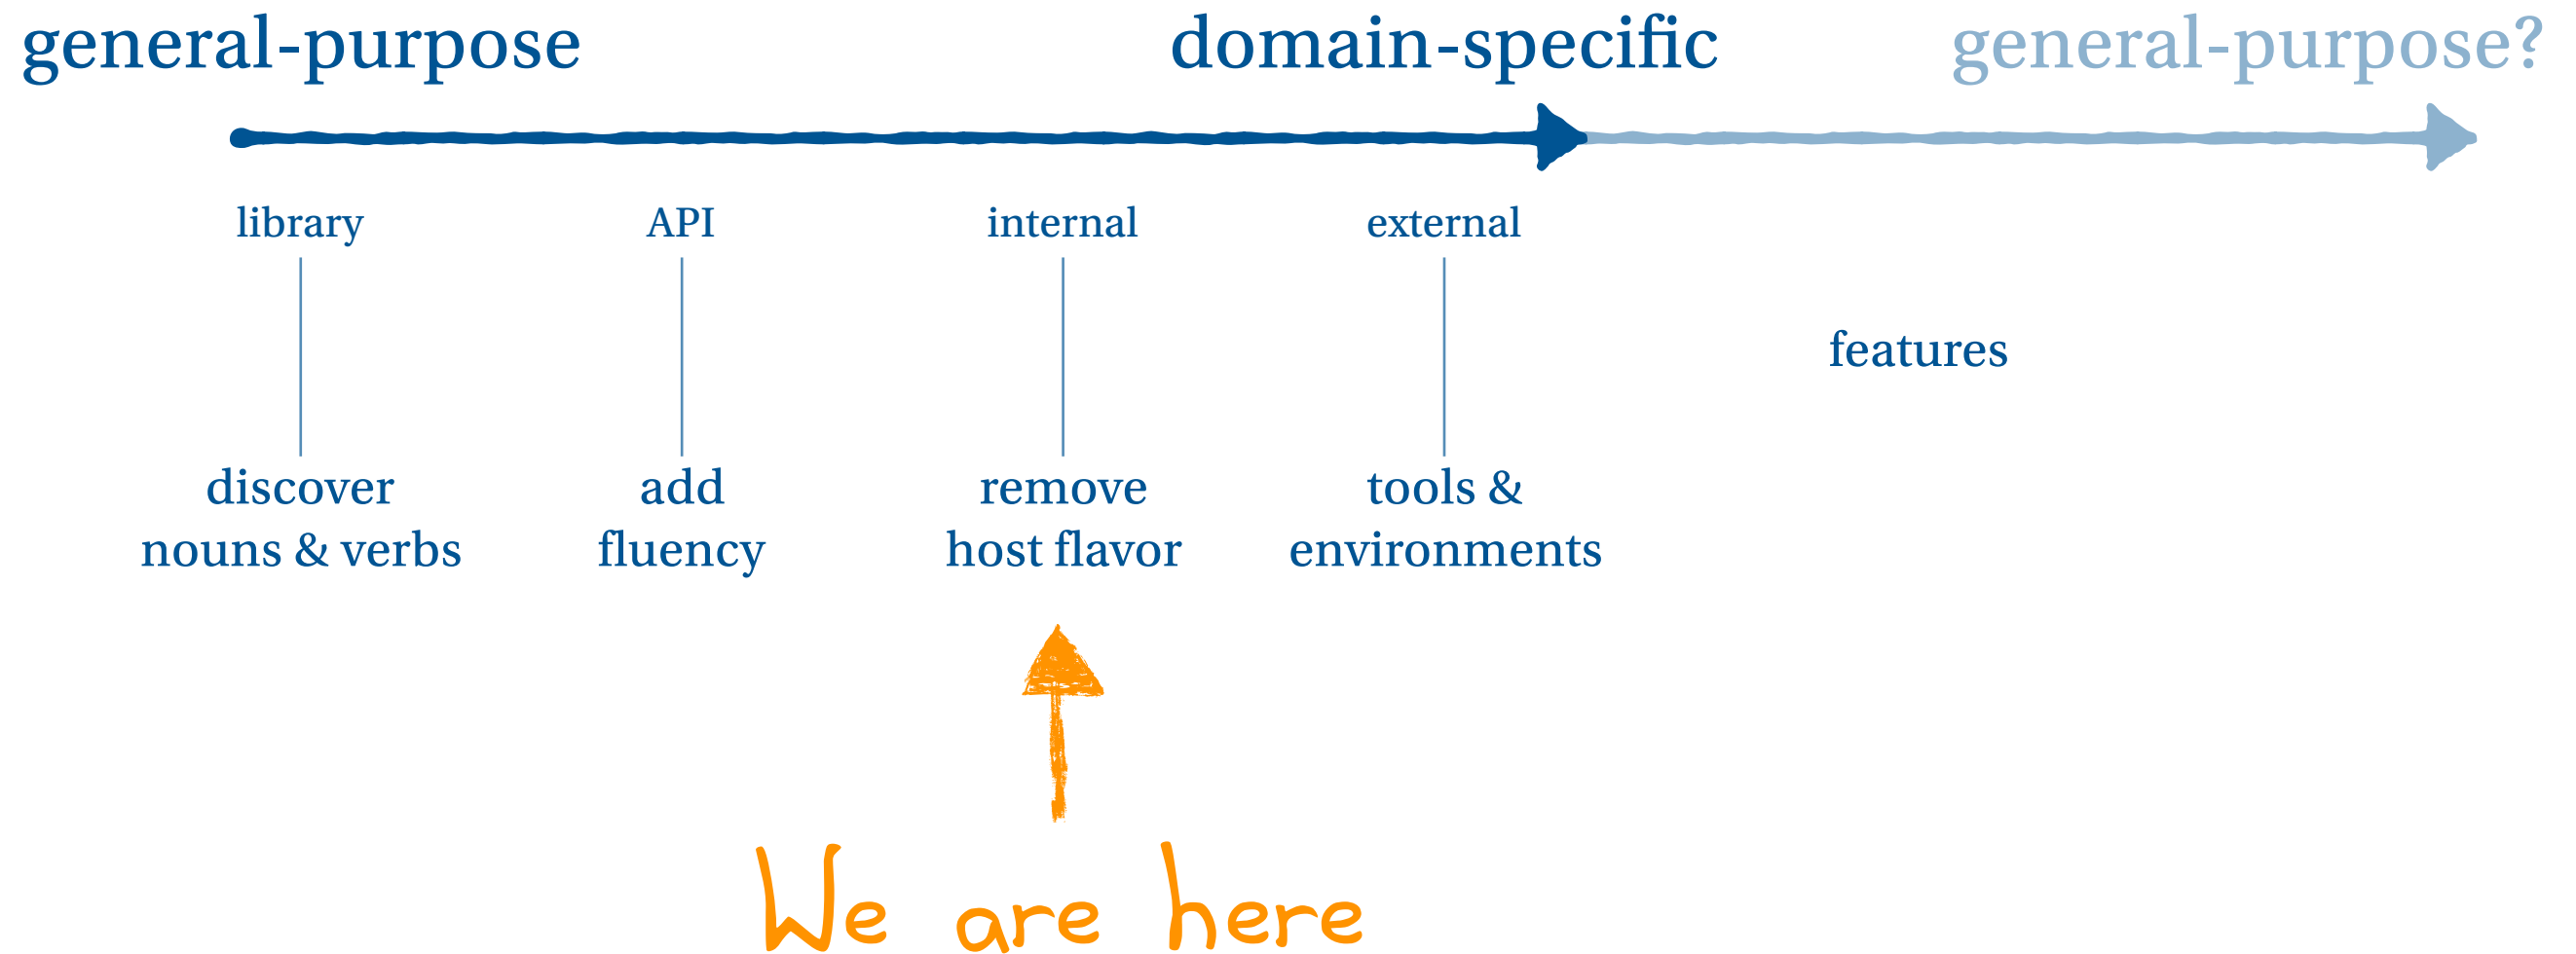 general-purpose domain-specific general-purpose?
library API internal external
features
discover add remove tools &
nouns & verbs fluency host flavor environments
We are here